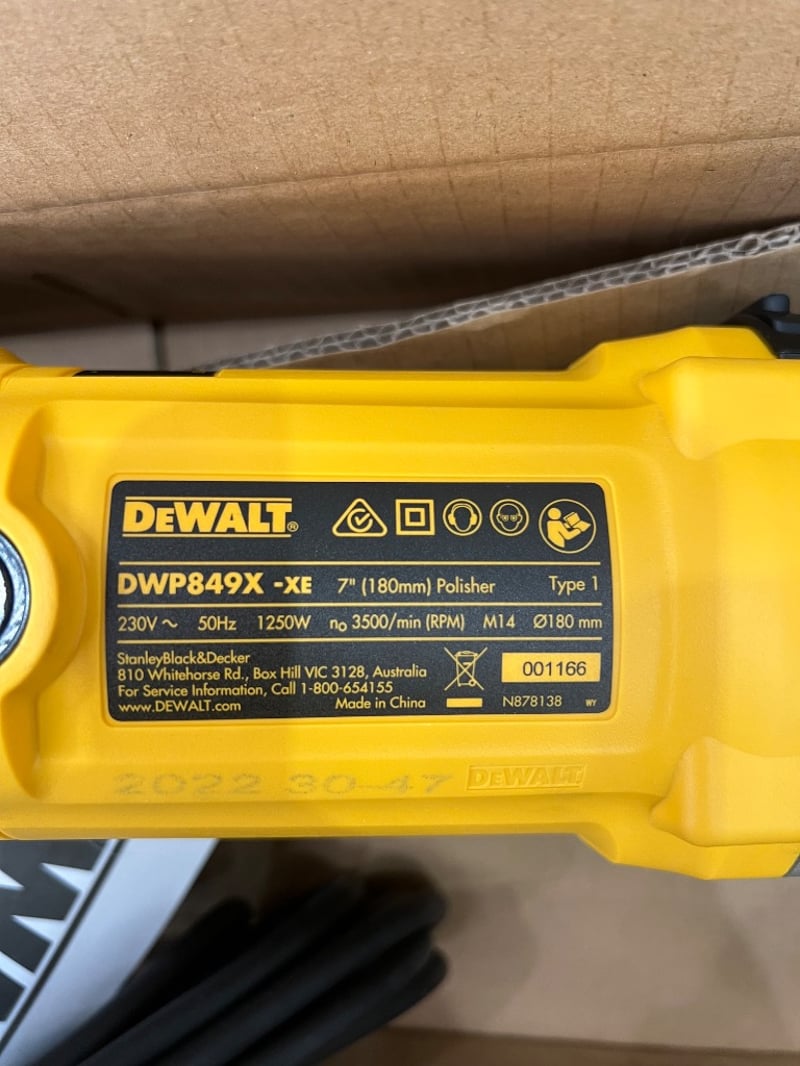 DEWALT®
DWP849X -XE 7" (180mm) Polisher Type 1
230V ~ 50Hz 1250W no 3500/min (RPM) M14 Ø180 mm
StanleyBlack&Decker
810 Whitehorse Rd., Box Hill VIC 3128, Australia
For Service Information, Call 1-800-654155
www.DEWALT.com Made in China
001166
N878138 WY
2022 30-47 DEWALT